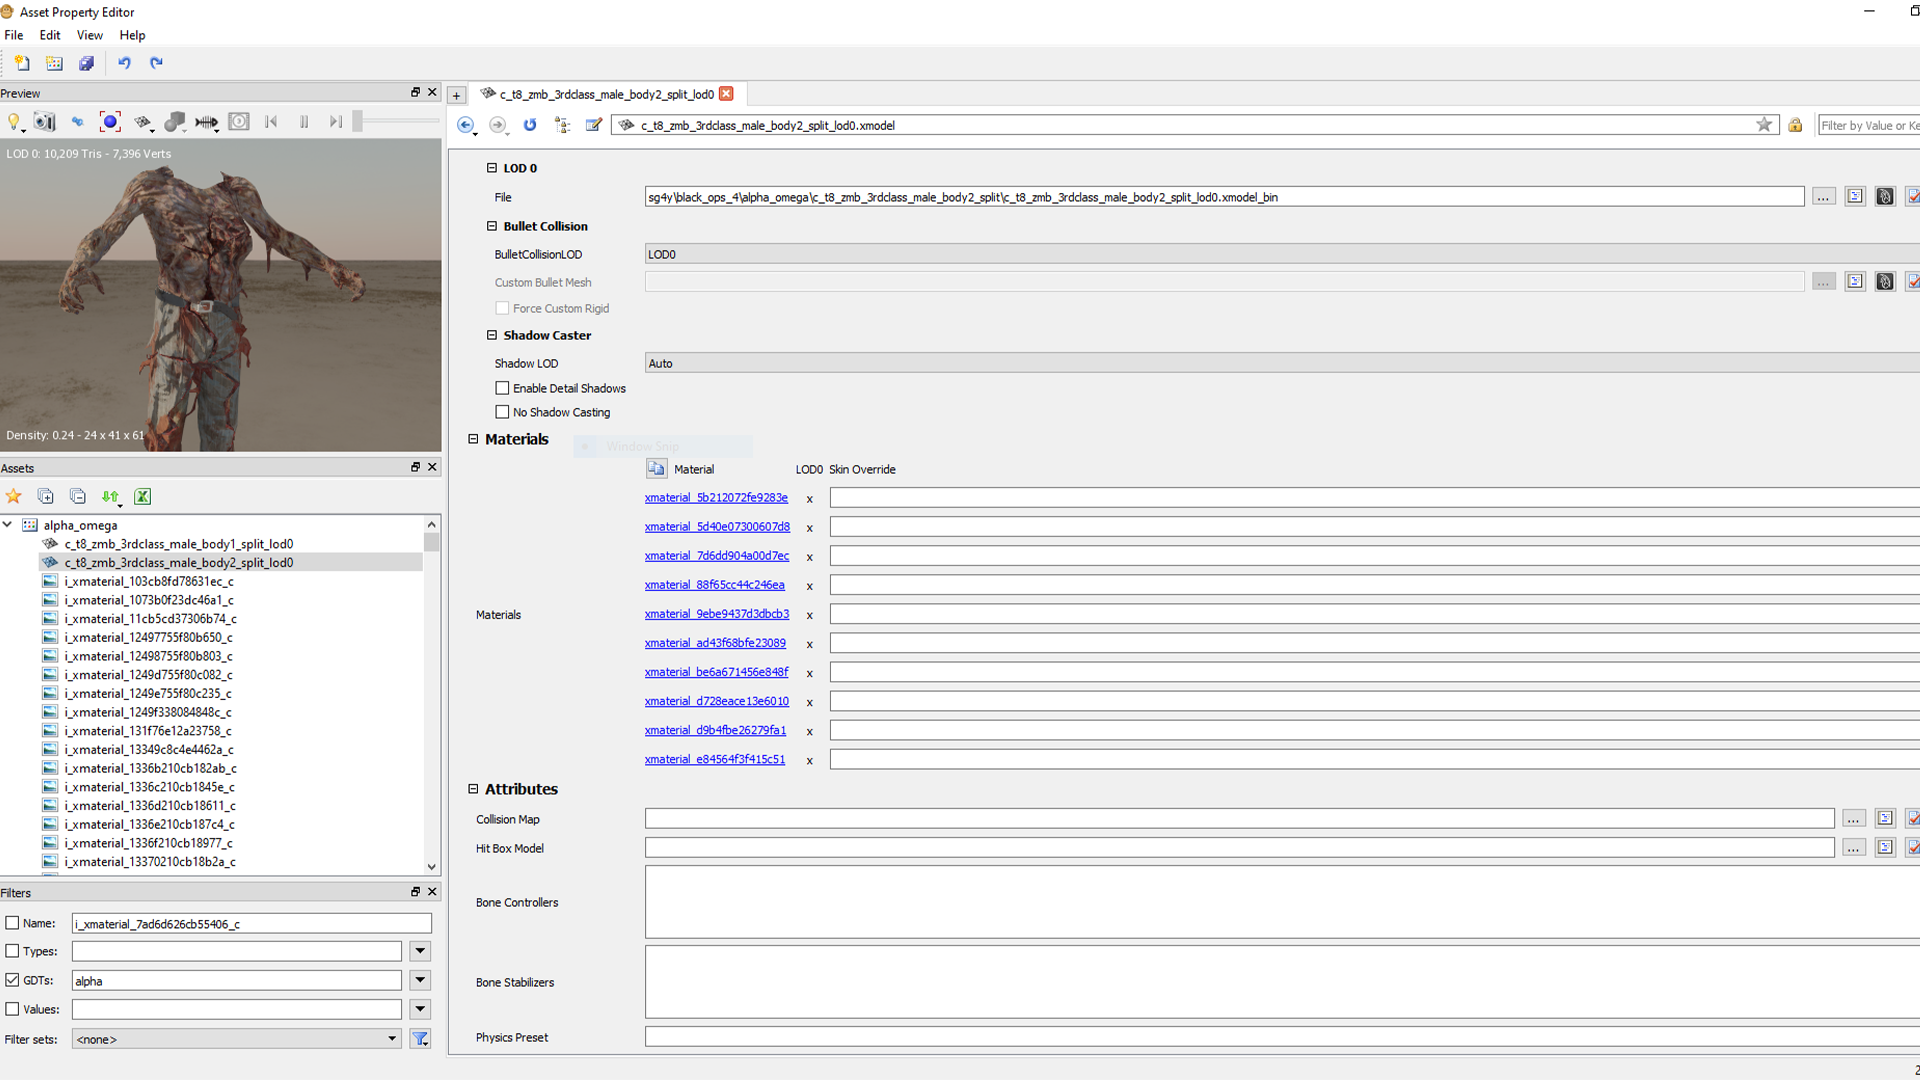 Asset Property Editor
File Edit View Help
Preview
LOD 0: 10,209 Tris - 7,396 Verts
Density: 0.24 - 24 x 41 x 61
Assets
alpha_omega
c_t8_zmb_3rdclass_male_body1_split_lod0
c_t8_zmb_3rdclass_male_body2_split_lod0
i_xmaterial_103cb8fd78631ec_c
i_xmaterial_1073b0f23dc46a1_c
i_xmaterial_11cb5cd37306b74_c
i_xmaterial_12497755f80b650_c
i_xmaterial_12498755f80b803_c
i_xmaterial_1249d755f80c082_c
i_xmaterial_1249e755f80c235_c
i_xmaterial_1249f338084848c_c
i_xmaterial_131f76e12a23758_c
i_xmaterial_13349c8c4e4462a_c
i_xmaterial_1336b210cb182ab_c
i_xmaterial_1336c210cb1845e_c
i_xmaterial_1336d210cb18611_c
i_xmaterial_1336e210cb187c4_c
i_xmaterial_1336f210cb18977_c
i_xmaterial_13370210cb18b2a_c
Filters
Name: i_xmaterial_7ad6d626cb55406_c
Types:
GDTs: alpha
Values:
Filter sets: <none>
c_t8_zmb_3rdclass_male_body2_split_lod0
c_t8_zmb_3rdclass_male_body2_split_lod0.xmodel
Filter by Value or Ke
LOD 0
File sg4y\black_ops_4\alpha_omega\c_t8_zmb_3rdclass_male_body2_split\c_t8_zmb_3rdclass_male_body2_split_lod0.xmodel_bin
...
Bullet Collision
BulletCollisionLOD LOD0
Custom Bullet Mesh
...
Force Custom Rigid
Shadow Caster
Shadow LOD Auto
Enable Detail Shadows
No Shadow Casting
Materials
Window Snip
Material LOD0 Skin Override
xmaterial_5b212072fe9283e x
xmaterial_5d40e07300607d8 x
xmaterial_7d6dd904a00d7ec x
xmaterial_88f65cc44c246ea x
Materials
xmaterial_9ebe9437d3dbcb3 x
xmaterial_ad43f68bfe23089 x
xmaterial_be6a671456e848f x
xmaterial_d728eace13e6010 x
xmaterial_d9b4fbe26279fa1 x
xmaterial_e84564f3f415c51 x
Attributes
Collision Map
...
Hit Box Model
...
Bone Controllers
Bone Stabilizers
Physics Preset
2